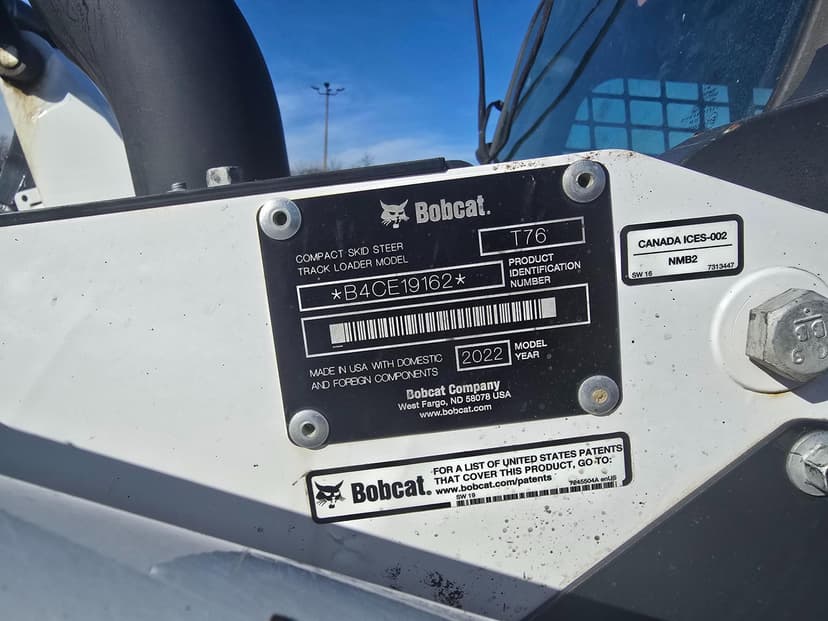 Bobcat.
COMPACT SKID STEER
TRACK LOADER MODEL
T76
*B4CE19162*
PRODUCT
IDENTIFICATION
NUMBER
MADE IN USA WITH DOMESTIC
AND FOREIGN COMPONENTS
2022
MODEL
YEAR
Bobcat Company
West Fargo, ND 58078 USA
www.bobcat.com
CANADA ICES-002
NMB2
SW 16
7313447
Bobcat.
FOR A LIST OF UNITED STATES PATENTS
THAT COVER THIS PRODUCT, GO TO:
www.bobcat.com/patents
7245504A enUS
SW 19